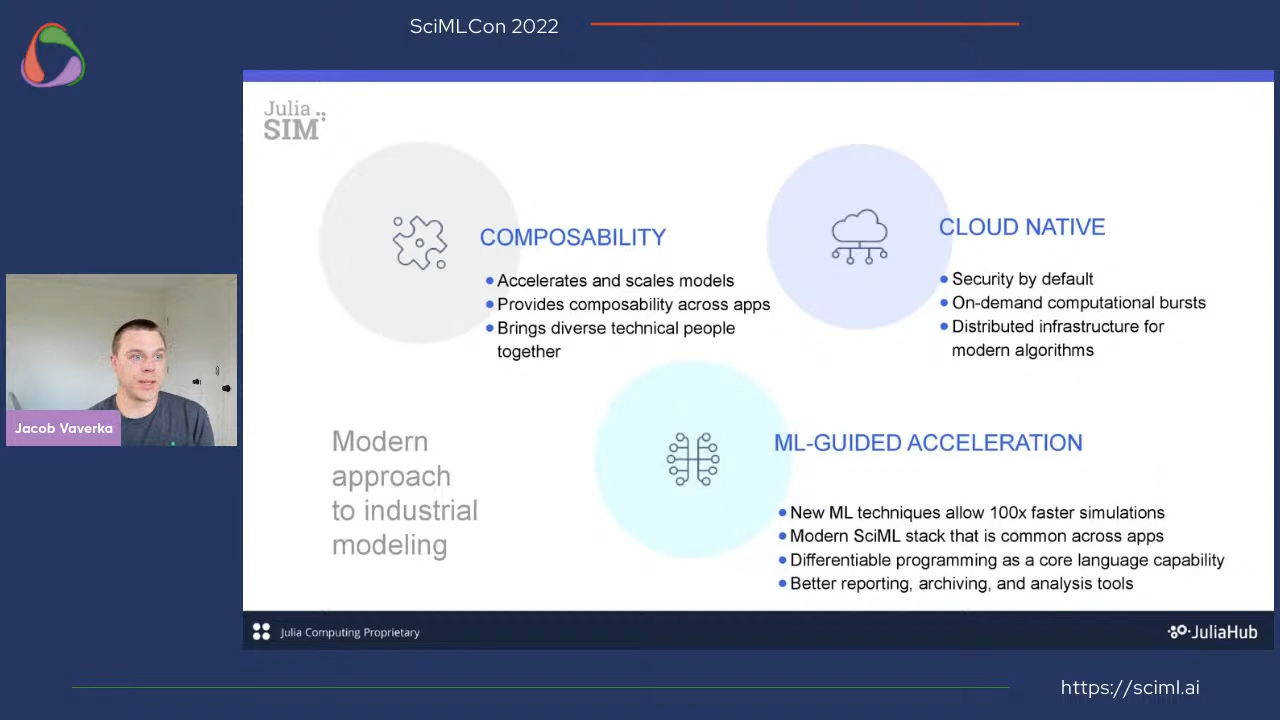 SciMLCon 2022
Julia
SIM
COMPOSABILITY
Accelerates and scales models
Provides composability across apps
Brings diverse technical people
together
CLOUD NATIVE
Security by default
On-demand computational bursts
Distributed infrastructure for
modern algorithms
Jacob Vaverka
Modern
approach
to industrial
modeling
ML-GUIDED ACCELERATION
New ML techniques allow 100x faster simulations
Modern SciML stack that is common across apps
Differentiable programming as a core language capability
Better reporting, archiving, and analysis tools
Julia Computing Proprietary
JuliaHub
https://sciml.ai